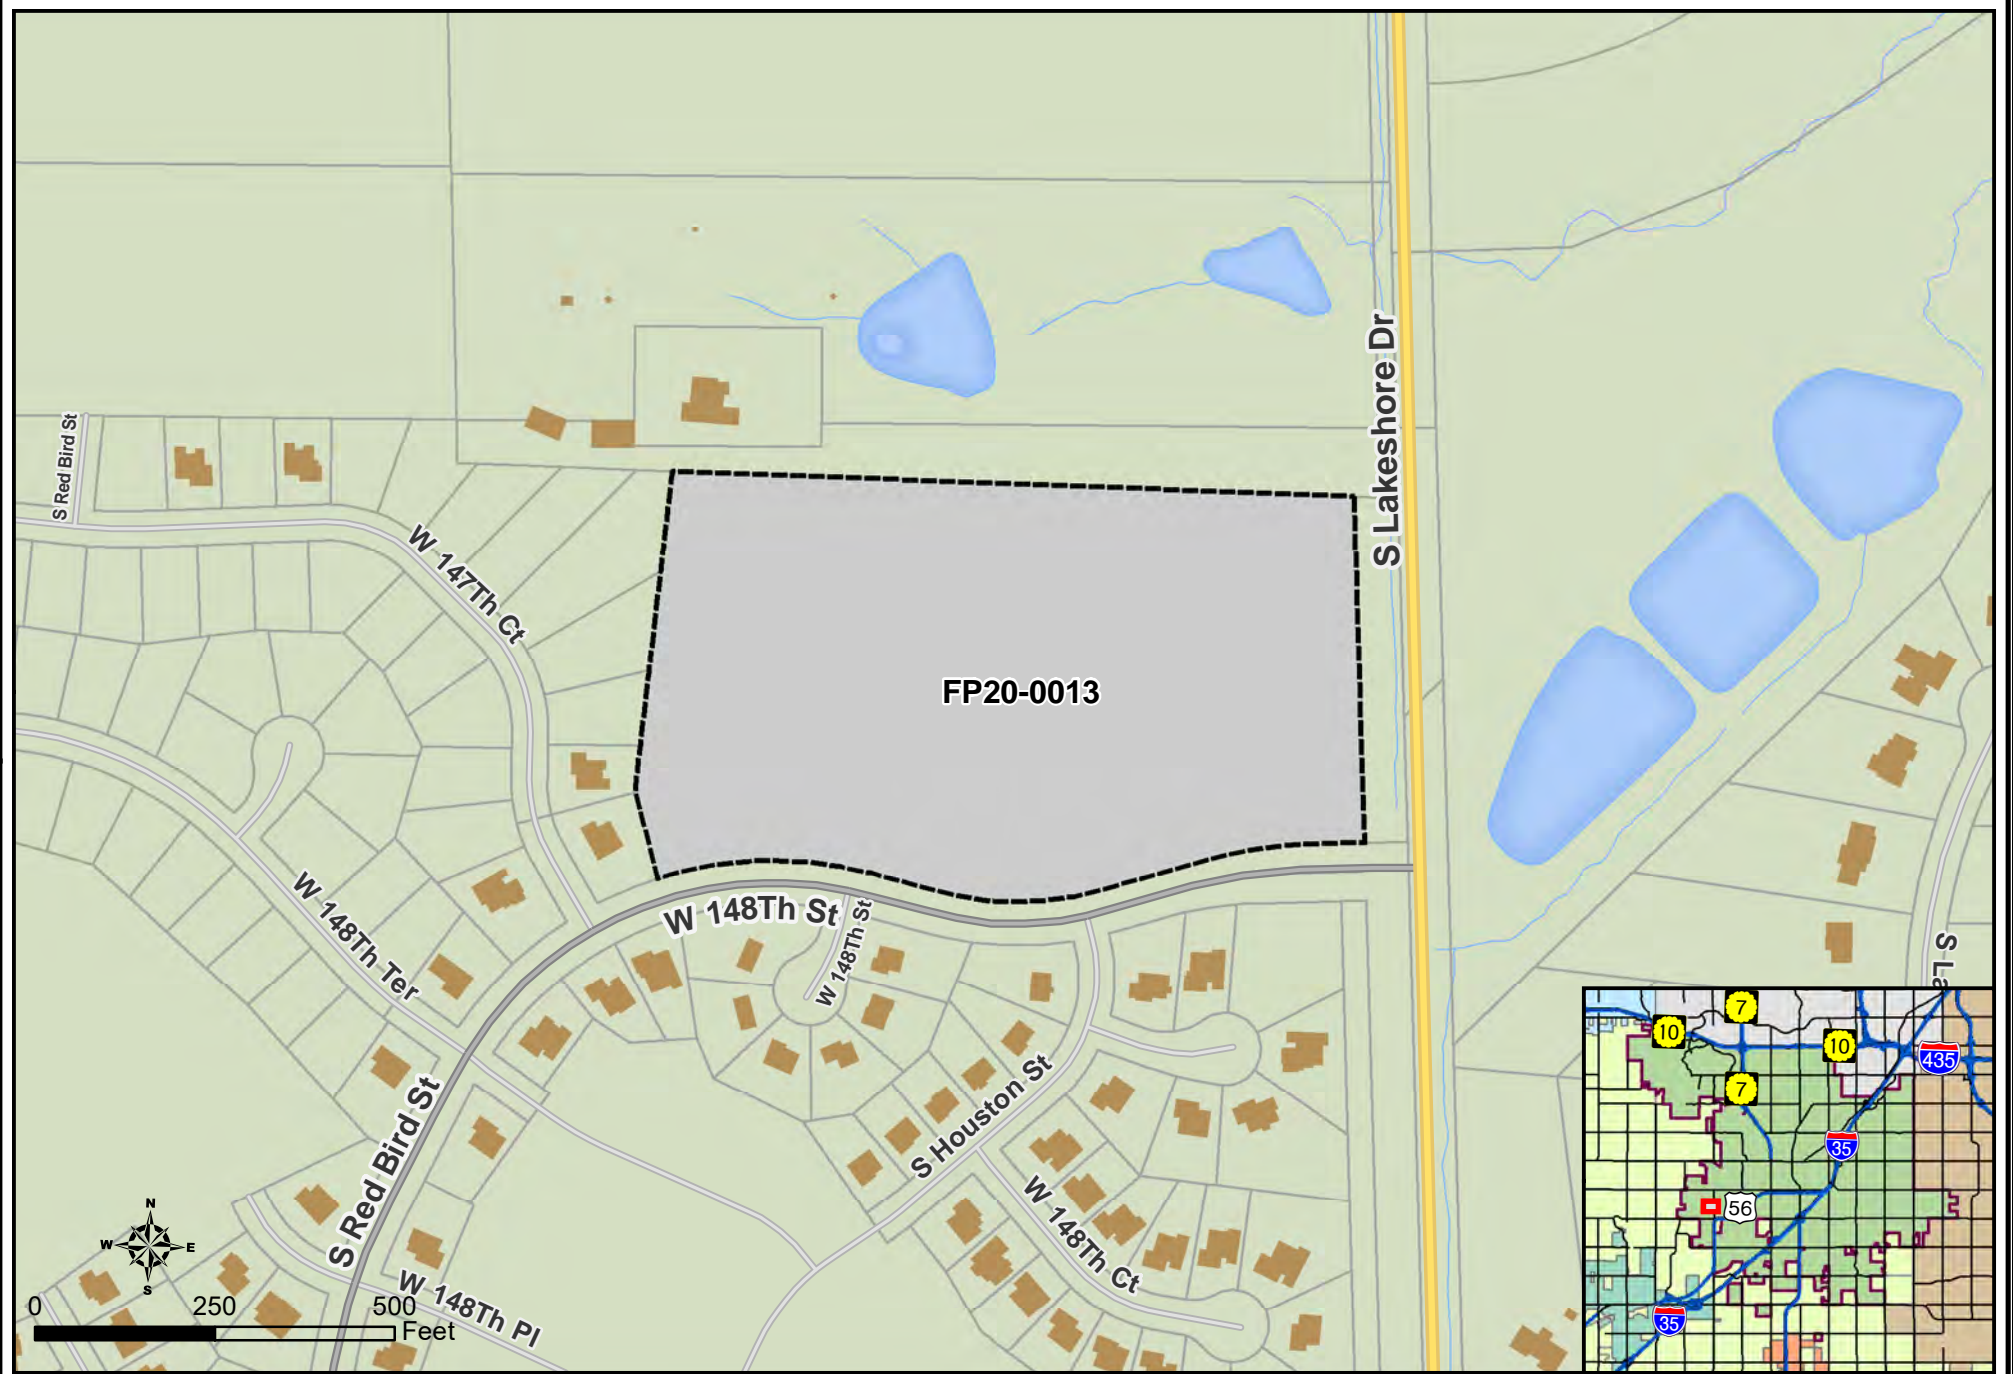 S Lakeshore Dr
S Red Bird St
W 147Th Ct
FP20-0013
W 148Th Ter
W 148Th St
W 148Th St
S La
S Houston St
S Red Bird St
W 148Th Ct
W 148Th Pl
N
W
E
S
0
250
500
Feet
7
10
10
435
7
35
56
35